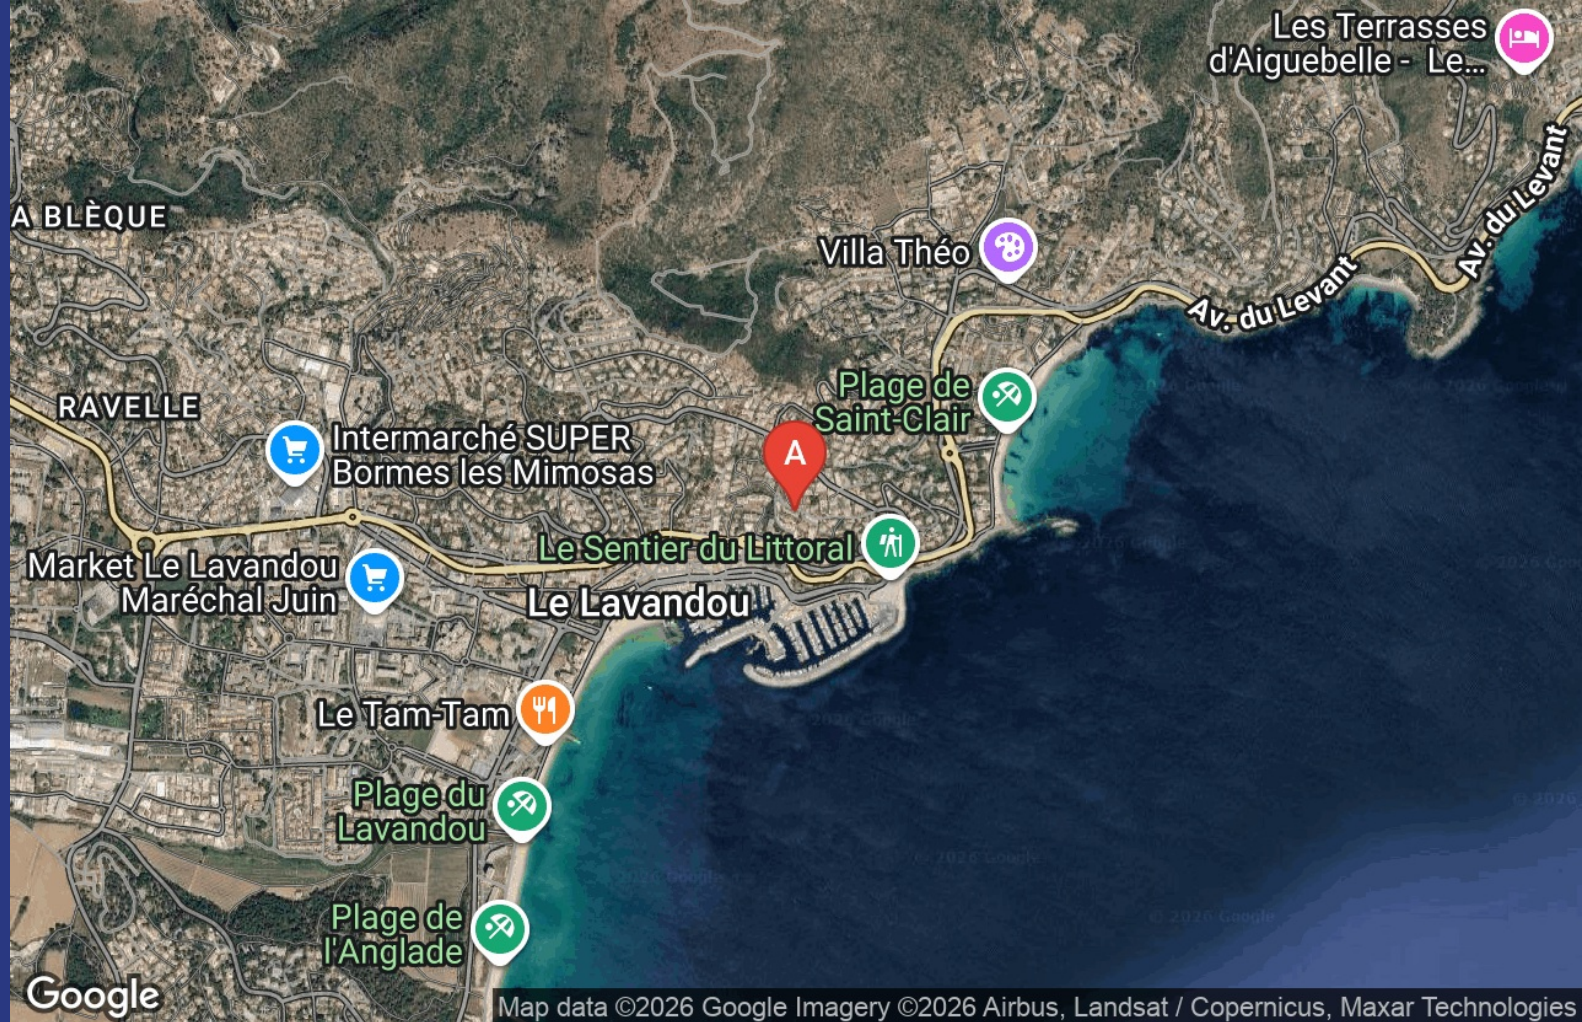 Les Terrasses
d'Aiguebelle - Le...
Av. du Levant
A BLÈQUE
Villa Théo
Av. du Levant
Plage de
Saint-Clair
RAVELLE
A
Intermarché SUPER
Bormes les Mimosas
Le Sentier du Littoral
Market Le Lavandou
Maréchal Juin
Le Lavandou
Le Tam-Tam
Plage du
Lavandou
Plage de
l'Anglade
Google
Map data ©2026 Google Imagery ©2026 Airbus, Landsat / Copernicus, Maxar Technologies